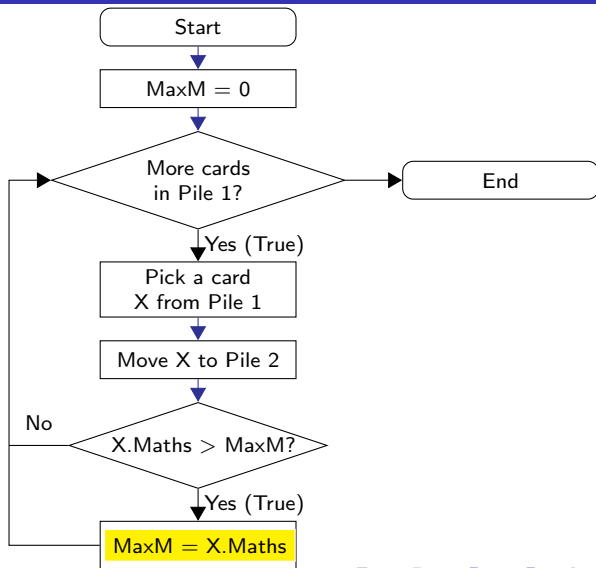 Start
MaxM = 0
More cards
in Pile 1?
End
Yes (True)
Pick a card
X from Pile 1
Move X to Pile 2
No
X.Maths > MaxM?
Yes (True)
MaxM = X.Maths